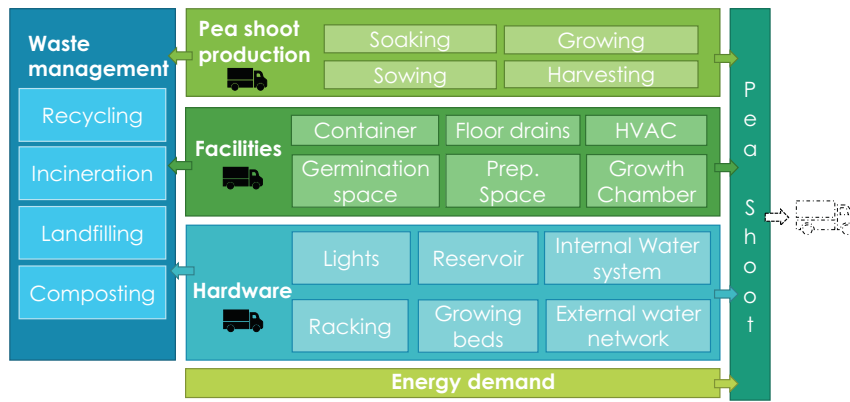 Waste
management
Recycling
Incineration
Landfilling
Composting
Pea shoot
production
Soaking
Growing
Sowing
Harvesting
Facilities
Container
Floor drains
HVAC
Germination
space
Prep.
Space
Growth
Chamber
Hardware
Lights
Reservoir
Internal Water
system
Racking
Growing
beds
External water
network
Energy demand
Pea Shoot